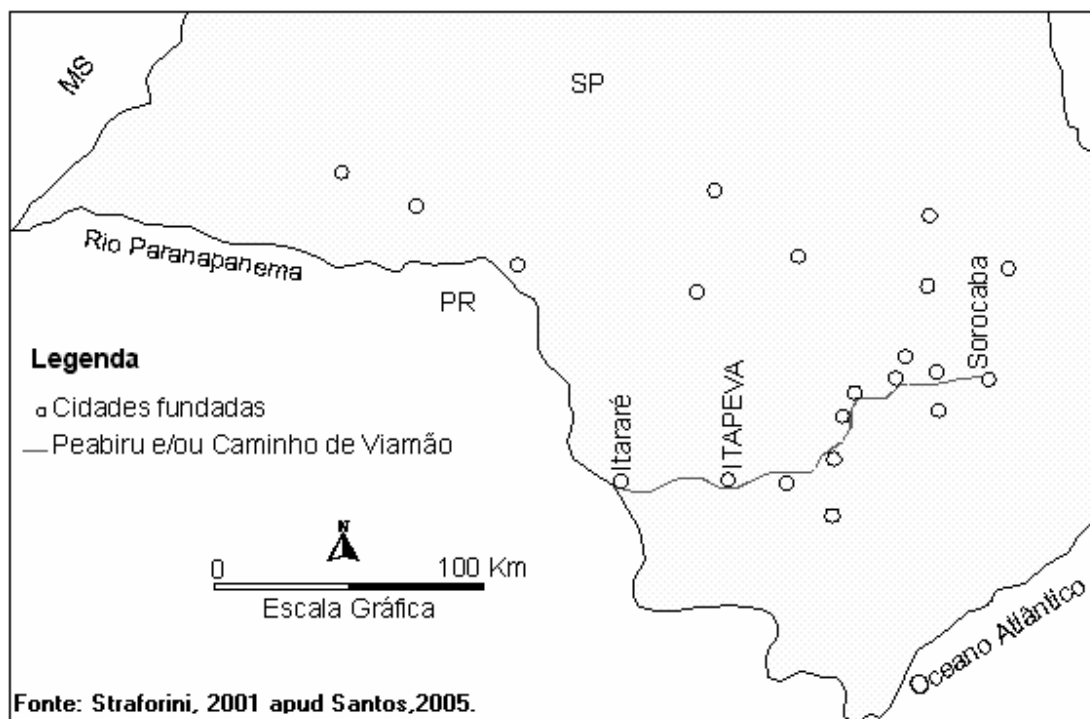 MS
SP
Rio Paranapanema
PR
Sorocaba
Legenda
Cidades fundadas
Peabiru e/ou Caminho de Viamão
Itararé
ITAPEVA
N
0 100 Km
Escala Gráfica
Oceano Atlântico
Fonte: Straforini, 2001 apud Santos,2005.